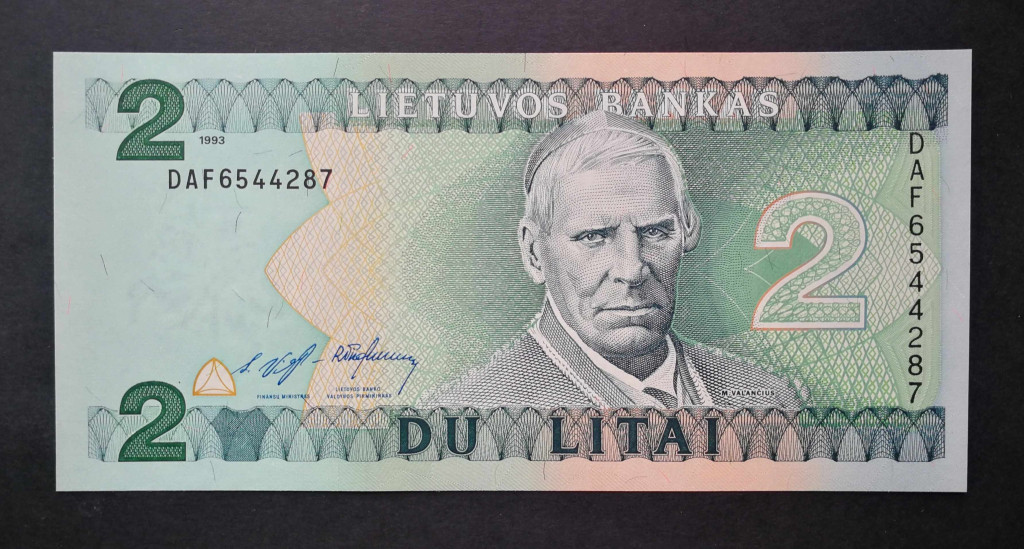 LIETUVOS BANKAS
2
1993
DAF6544287
DAF6544287
2
FINANSŲ MINISTRAS
LIETUVOS BANKO
VALDYBOS PIRMININKAS
M. VALANČIUS
2
DU LITAI